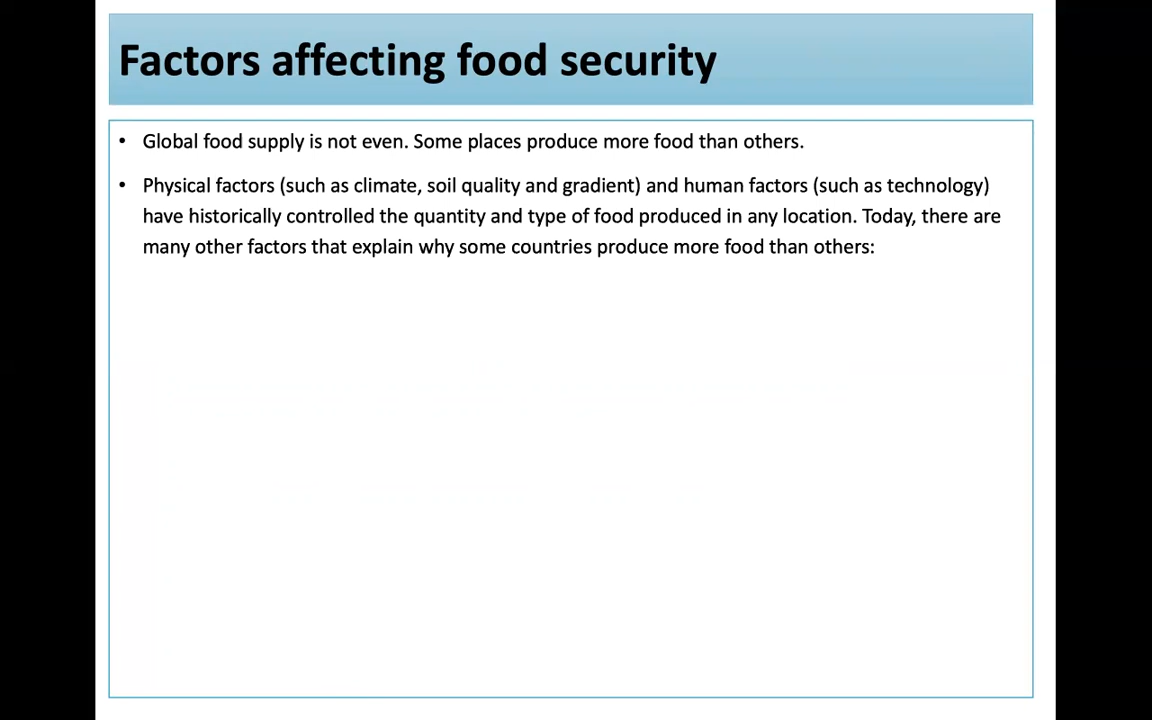 Factors affecting food security
• Global food supply is not even. Some places produce more food than others.
• Physical factors (such as climate, soil quality and gradient) and human factors (such as technology)
have historically controlled the quantity and type of food produced in any location. Today, there are
many other factors that explain why some countries produce more food than others: